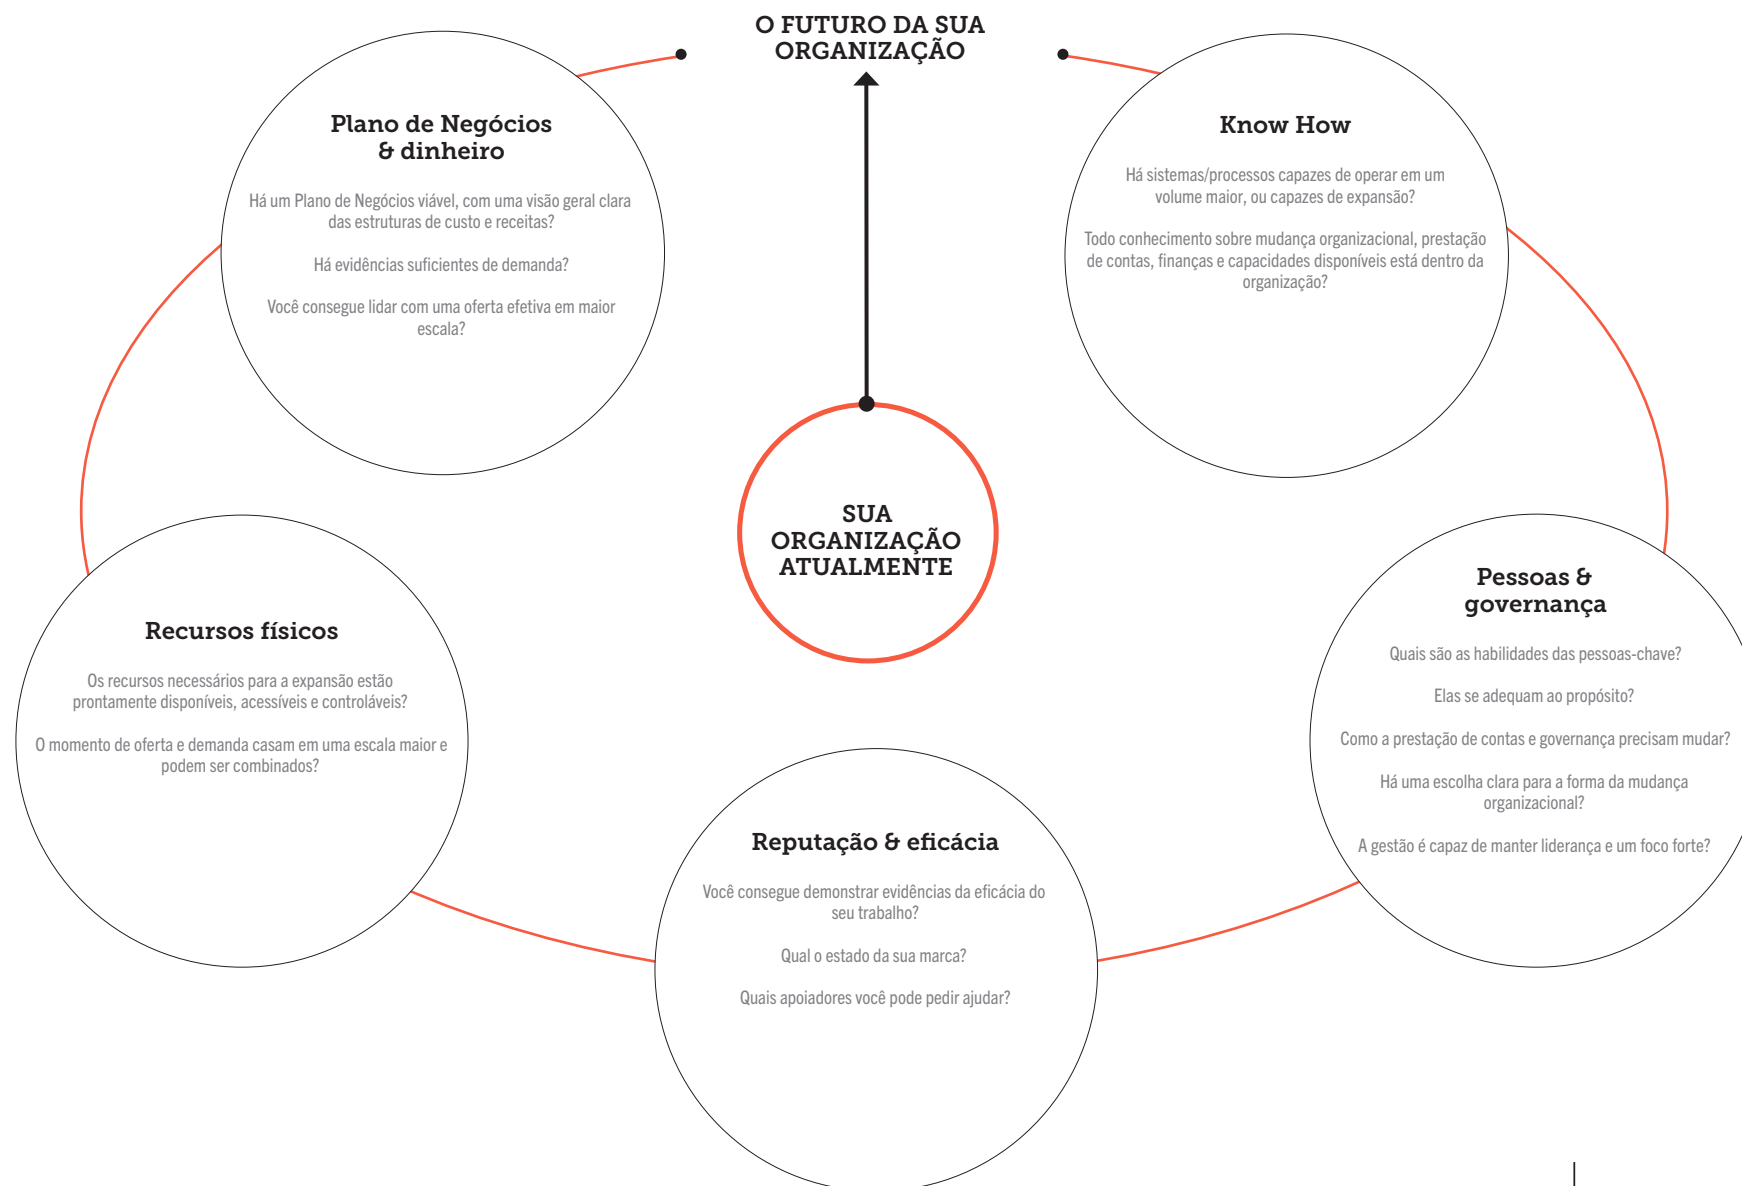 O FUTURO DA SUA
ORGANIZAÇÃO
Plano de Negócios
& dinheiro
Há um Plano de Negócios viável, com uma visão geral clara
das estruturas de custo e receitas?
Há evidências suficientes de demanda?
Você consegue lidar com uma oferta efetiva em maior
escala?
Know How
Há sistemas/processos capazes de operar em um
volume maior, ou capazes de expansão?
Todo conhecimento sobre mudança organizacional, prestação
de contas, finanças e capacidades disponíveis está dentro da
organização?
SUA
ORGANIZAÇÃO
ATUALMENTE
Recursos físicos
Os recursos necessários para a expansão estão
prontamente disponíveis, acessíveis e controláveis?
O momento de oferta e demanda casam em uma escala maior e
podem ser combinados?
Pessoas &
governança
Quais são as habilidades das pessoas-chave?
Elas se adequam ao propósito?
Como a prestação de contas e governança precisam mudar?
Há uma escolha clara para a forma da mudança
organizacional?
A gestão é capaz de manter liderança e um foco forte?
Reputação & eficácia
Você consegue demonstrar evidências da eficácia do
seu trabalho?
Qual o estado da sua marca?
Quais apoiadores você pode pedir ajudar?